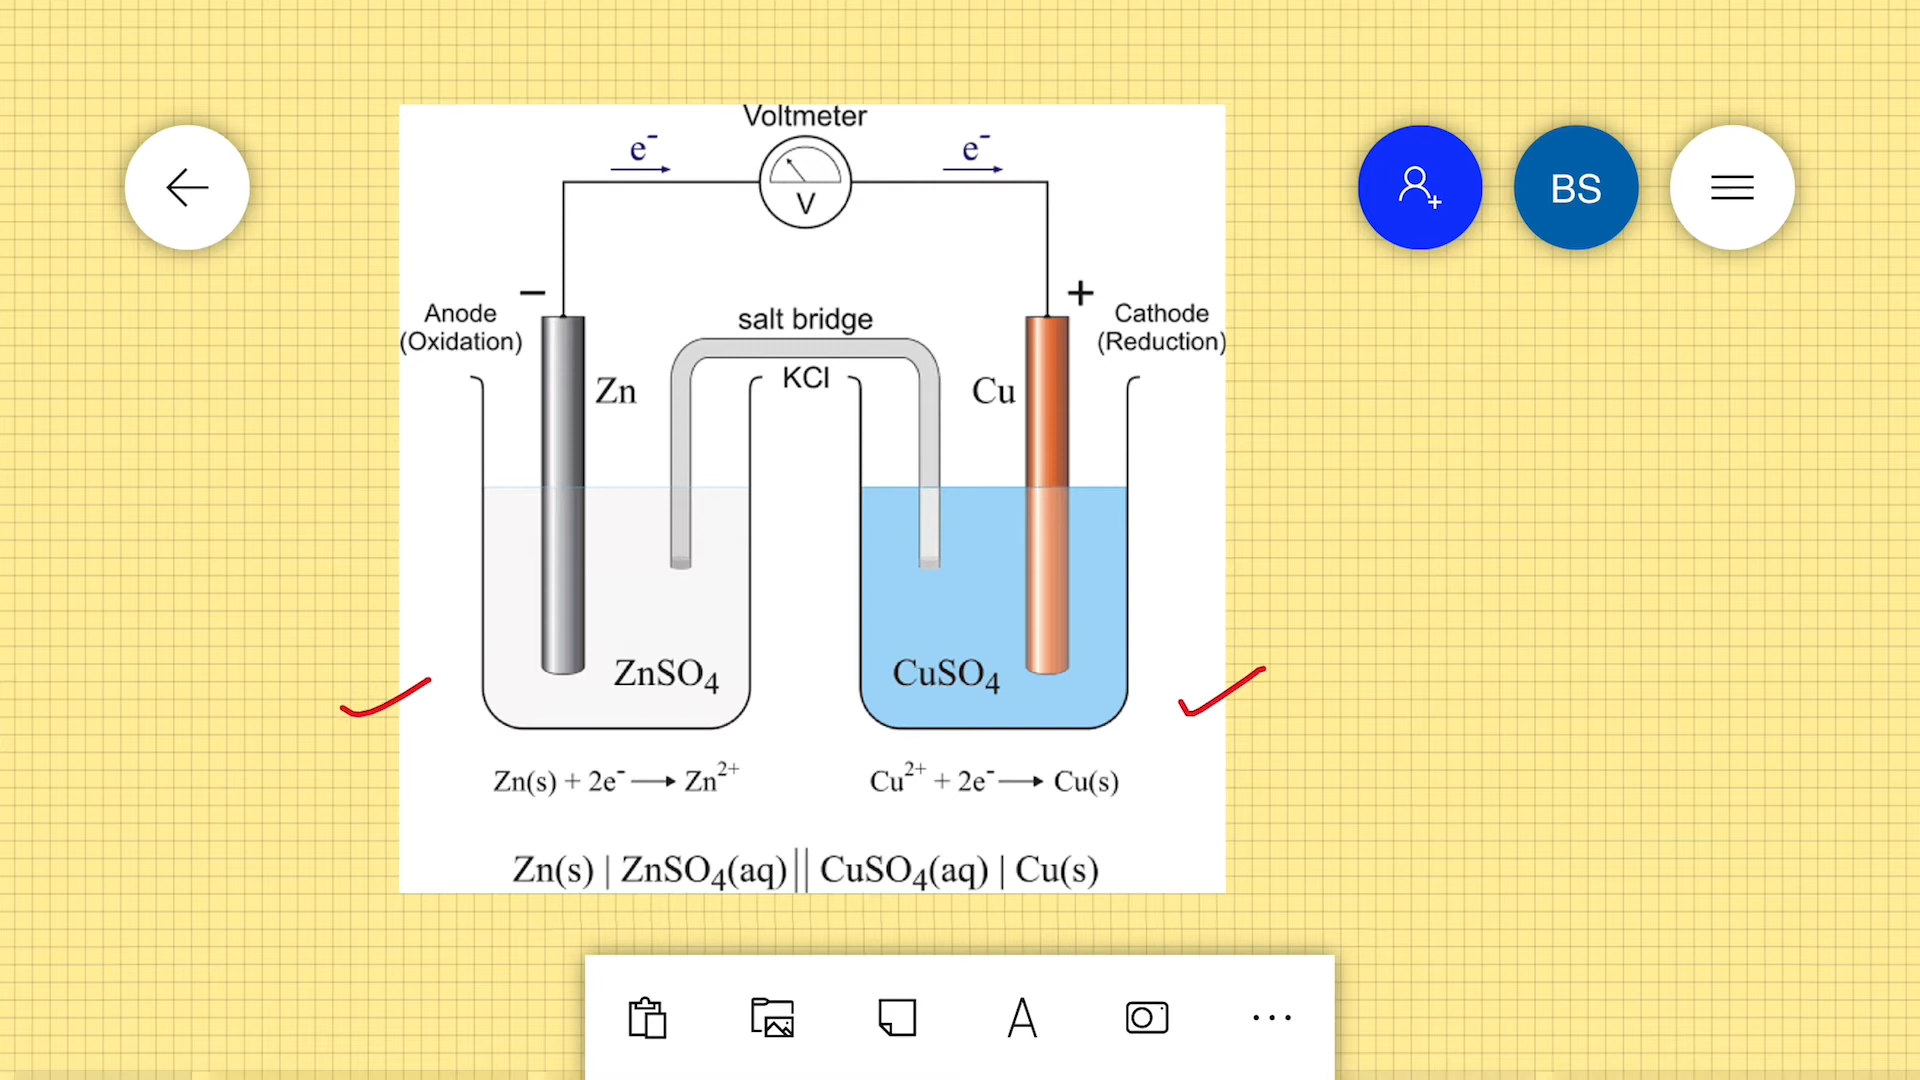 Voltmeter
e⁻ e⁻
V
BS
− +
Anode
(Oxidation)
Cathode
(Reduction)
salt bridge
KCl
Zn
Cu
ZnSO₄
CuSO₄
Zn(s) + 2e⁻ ⟶ Zn²⁺
Cu²⁺ + 2e⁻ ⟶ Cu(s)
Zn(s) | ZnSO₄(aq) || CuSO₄(aq) | Cu(s)